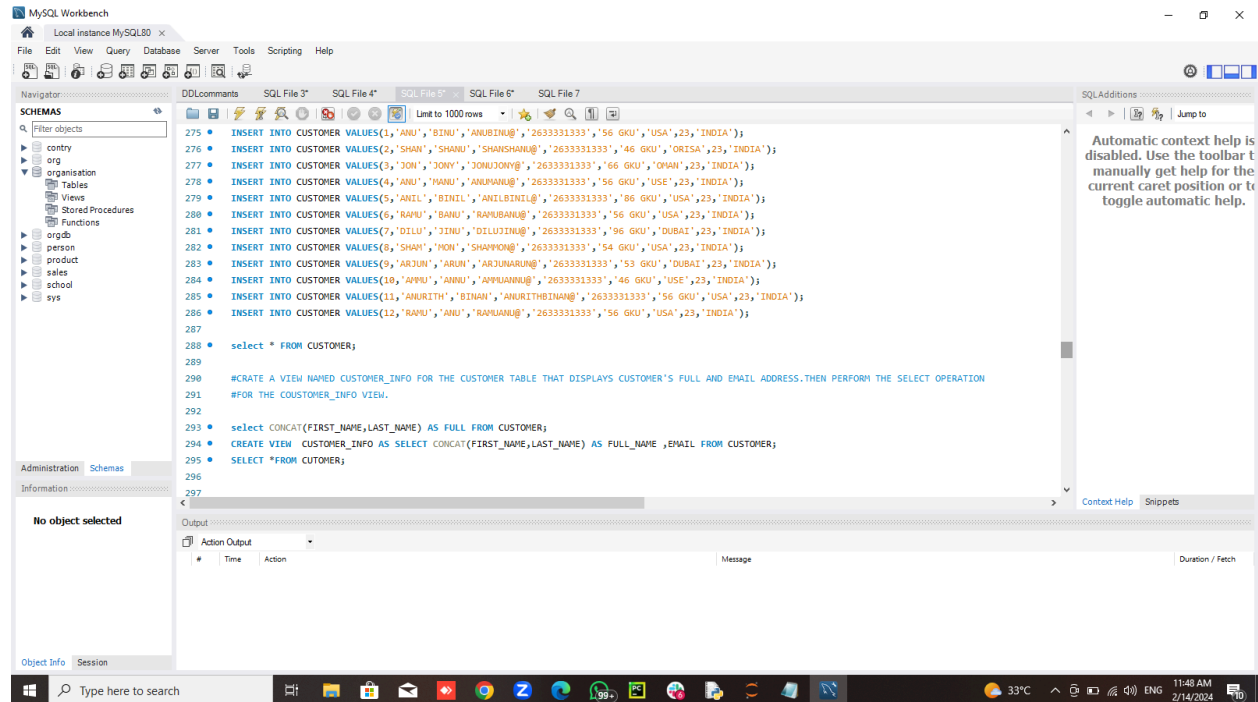 MySQL Workbench
Local instance MySQL80
File Edit View Query Database Server Tools Scripting Help
Navigator
SCHEMAS
Filter objects
contry
org
organisation
Tables
Views
Stored Procedures
Functions
orgdb
person
product
sales
school
sys
Administration Schemas
Information
No object selected
Object Info Session
DDLcommants SQL File 3* SQL File 4* SQL File 5* SQL File 6* SQL File 7
Limit to 1000 rows
275 INSERT INTO CUSTOMER VALUES(1,'ANU','BINU','ANUBINU@','2633331333','56 GKU','USA',23,'INDIA');
276 INSERT INTO CUSTOMER VALUES(2,'SHAN','SHANU','SHANSHANU@','2633331333','46 GKU','ORISA',23,'INDIA');
277 INSERT INTO CUSTOMER VALUES(3,'JON','JONY','JONUJONY@','2633331333','66 GKU','OMAN',23,'INDIA');
278 INSERT INTO CUSTOMER VALUES(4,'ANU','MANU','ANUMANU@','2633331333','56 GKU','USE',23,'INDIA');
279 INSERT INTO CUSTOMER VALUES(5,'ANIL','BINIL','ANILBINIL@','2633331333','86 GKU','USA',23,'INDIA');
280 INSERT INTO CUSTOMER VALUES(6,'RAMU','BANU','RAMUBANU@','2633331333','56 GKU','USA',23,'INDIA');
281 INSERT INTO CUSTOMER VALUES(7,'DILU','JINU','DILUJINU@','2633331333','96 GKU','DUBAI',23,'INDIA');
282 INSERT INTO CUSTOMER VALUES(8,'SHAM','MON','SHAMMON@','2633331333','54 GKU','USA',23,'INDIA');
283 INSERT INTO CUSTOMER VALUES(9,'ARJUN','ARUN','ARJUNARUN@','2633331333','53 GKU','DUBAI',23,'INDIA');
284 INSERT INTO CUSTOMER VALUES(10,'AMMU','ANNU','AMMUANNU@','2633331333','46 GKU','USE',23,'INDIA');
285 INSERT INTO CUSTOMER VALUES(11,'ANURITH','BINAN','ANURITHBINAN@','2633331333','56 GKU','USA',23,'INDIA');
286 INSERT INTO CUSTOMER VALUES(12,'RAMU','ANU','RAMUANU@','2633331333','56 GKU','USA',23,'INDIA');
287
288 select * FROM CUSTOMER;
289
290 #CRATE A VIEW NAMED CUSTOMER_INFO FOR THE CUSTOMER TABLE THAT DISPLAYS CUSTOMER'S FULL AND EMAIL ADDRESS.THEN PERFORM THE SELECT OPERATION
291 #FOR THE COUSTOMER_INFO VIEW.
292
293 select CONCAT(FIRST_NAME,LAST_NAME) AS FULL FROM CUSTOMER;
294 CREATE VIEW CUSTOMER_INFO AS SELECT CONCAT(FIRST_NAME,LAST_NAME) AS FULL_NAME ,EMAIL FROM CUSTOMER;
295 SELECT *FROM CUTOMER;
296
297
Output
Action Output
# Time Action Message Duration / Fetch
SQLAdditions
Jump to
Automatic context help is
disabled. Use the toolbar t
manually get help for the
current caret position or to
toggle automatic help.
Context Help Snippets
Type here to search
99+
33°C ENG 11:48 AM
2/14/2024